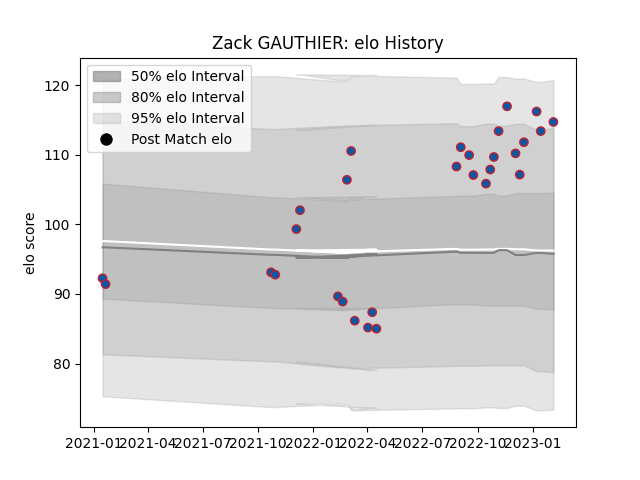 Zack GAUTHIER: elo History
50% elo Interval
80% elo Interval
95% elo Interval
Post Match elo
elo score
120
110
100
90
80
2021-01 2021-04 2021-07 2021-10 2022-01 2022-04 2022-07 2022-10 2023-01